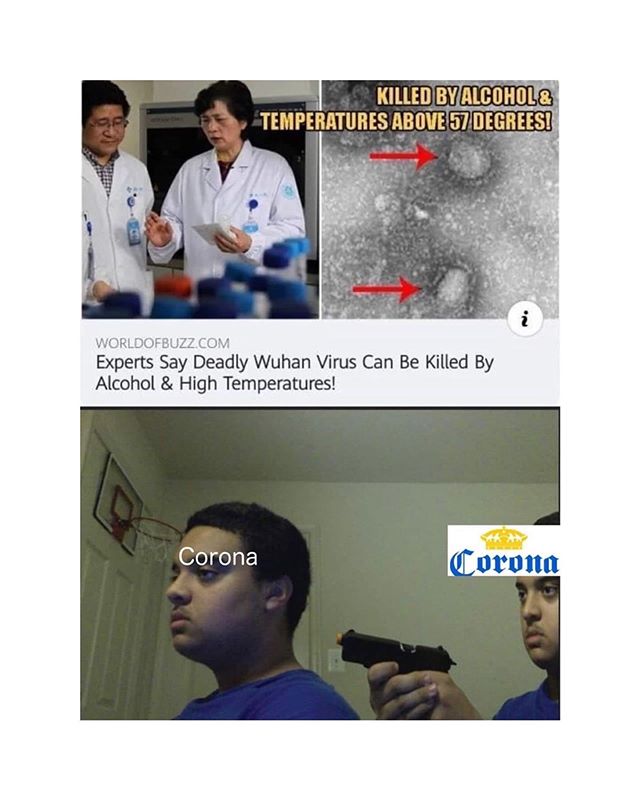 KILLED BY ALCOHOL &
TEMPERATURES ABOVE 57 DEGREES!
i
WORLDOFBUZZ.COM
Experts Say Deadly Wuhan Virus Can Be Killed By
Alcohol & High Temperatures!
Corona
Corona